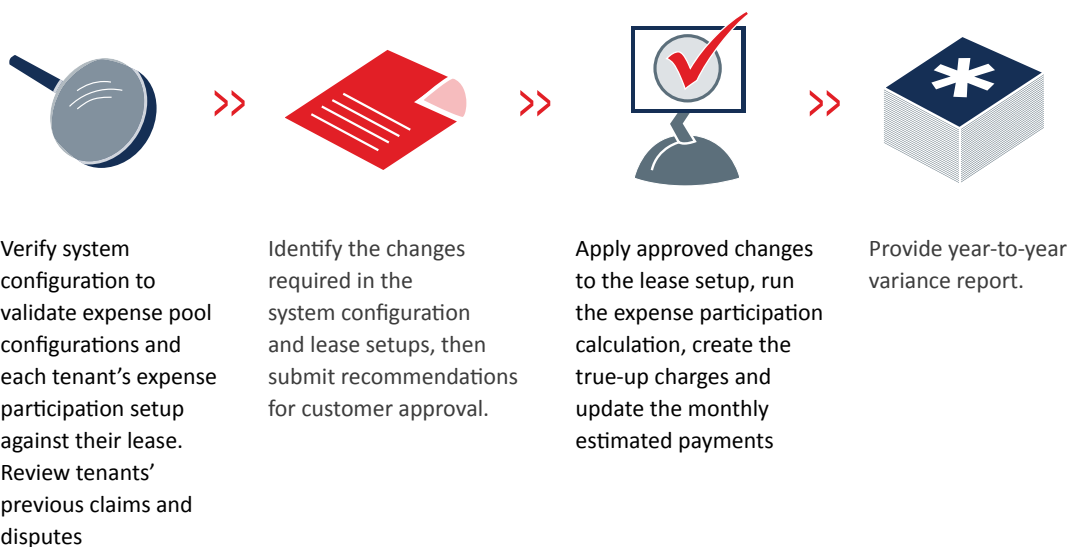 Verify system
configuration to
validate expense pool
configurations and
each tenant’s expense
participation setup
against their lease.
Review tenants’
previous claims and
disputes
Identify the changes
required in the
system configuration
and lease setups, then
submit recommendations
for customer approval.
Apply approved changes
to the lease setup, run
the expense participation
calculation, create the
true-up charges and
update the monthly
estimated payments
Provide year-to-year
variance report.